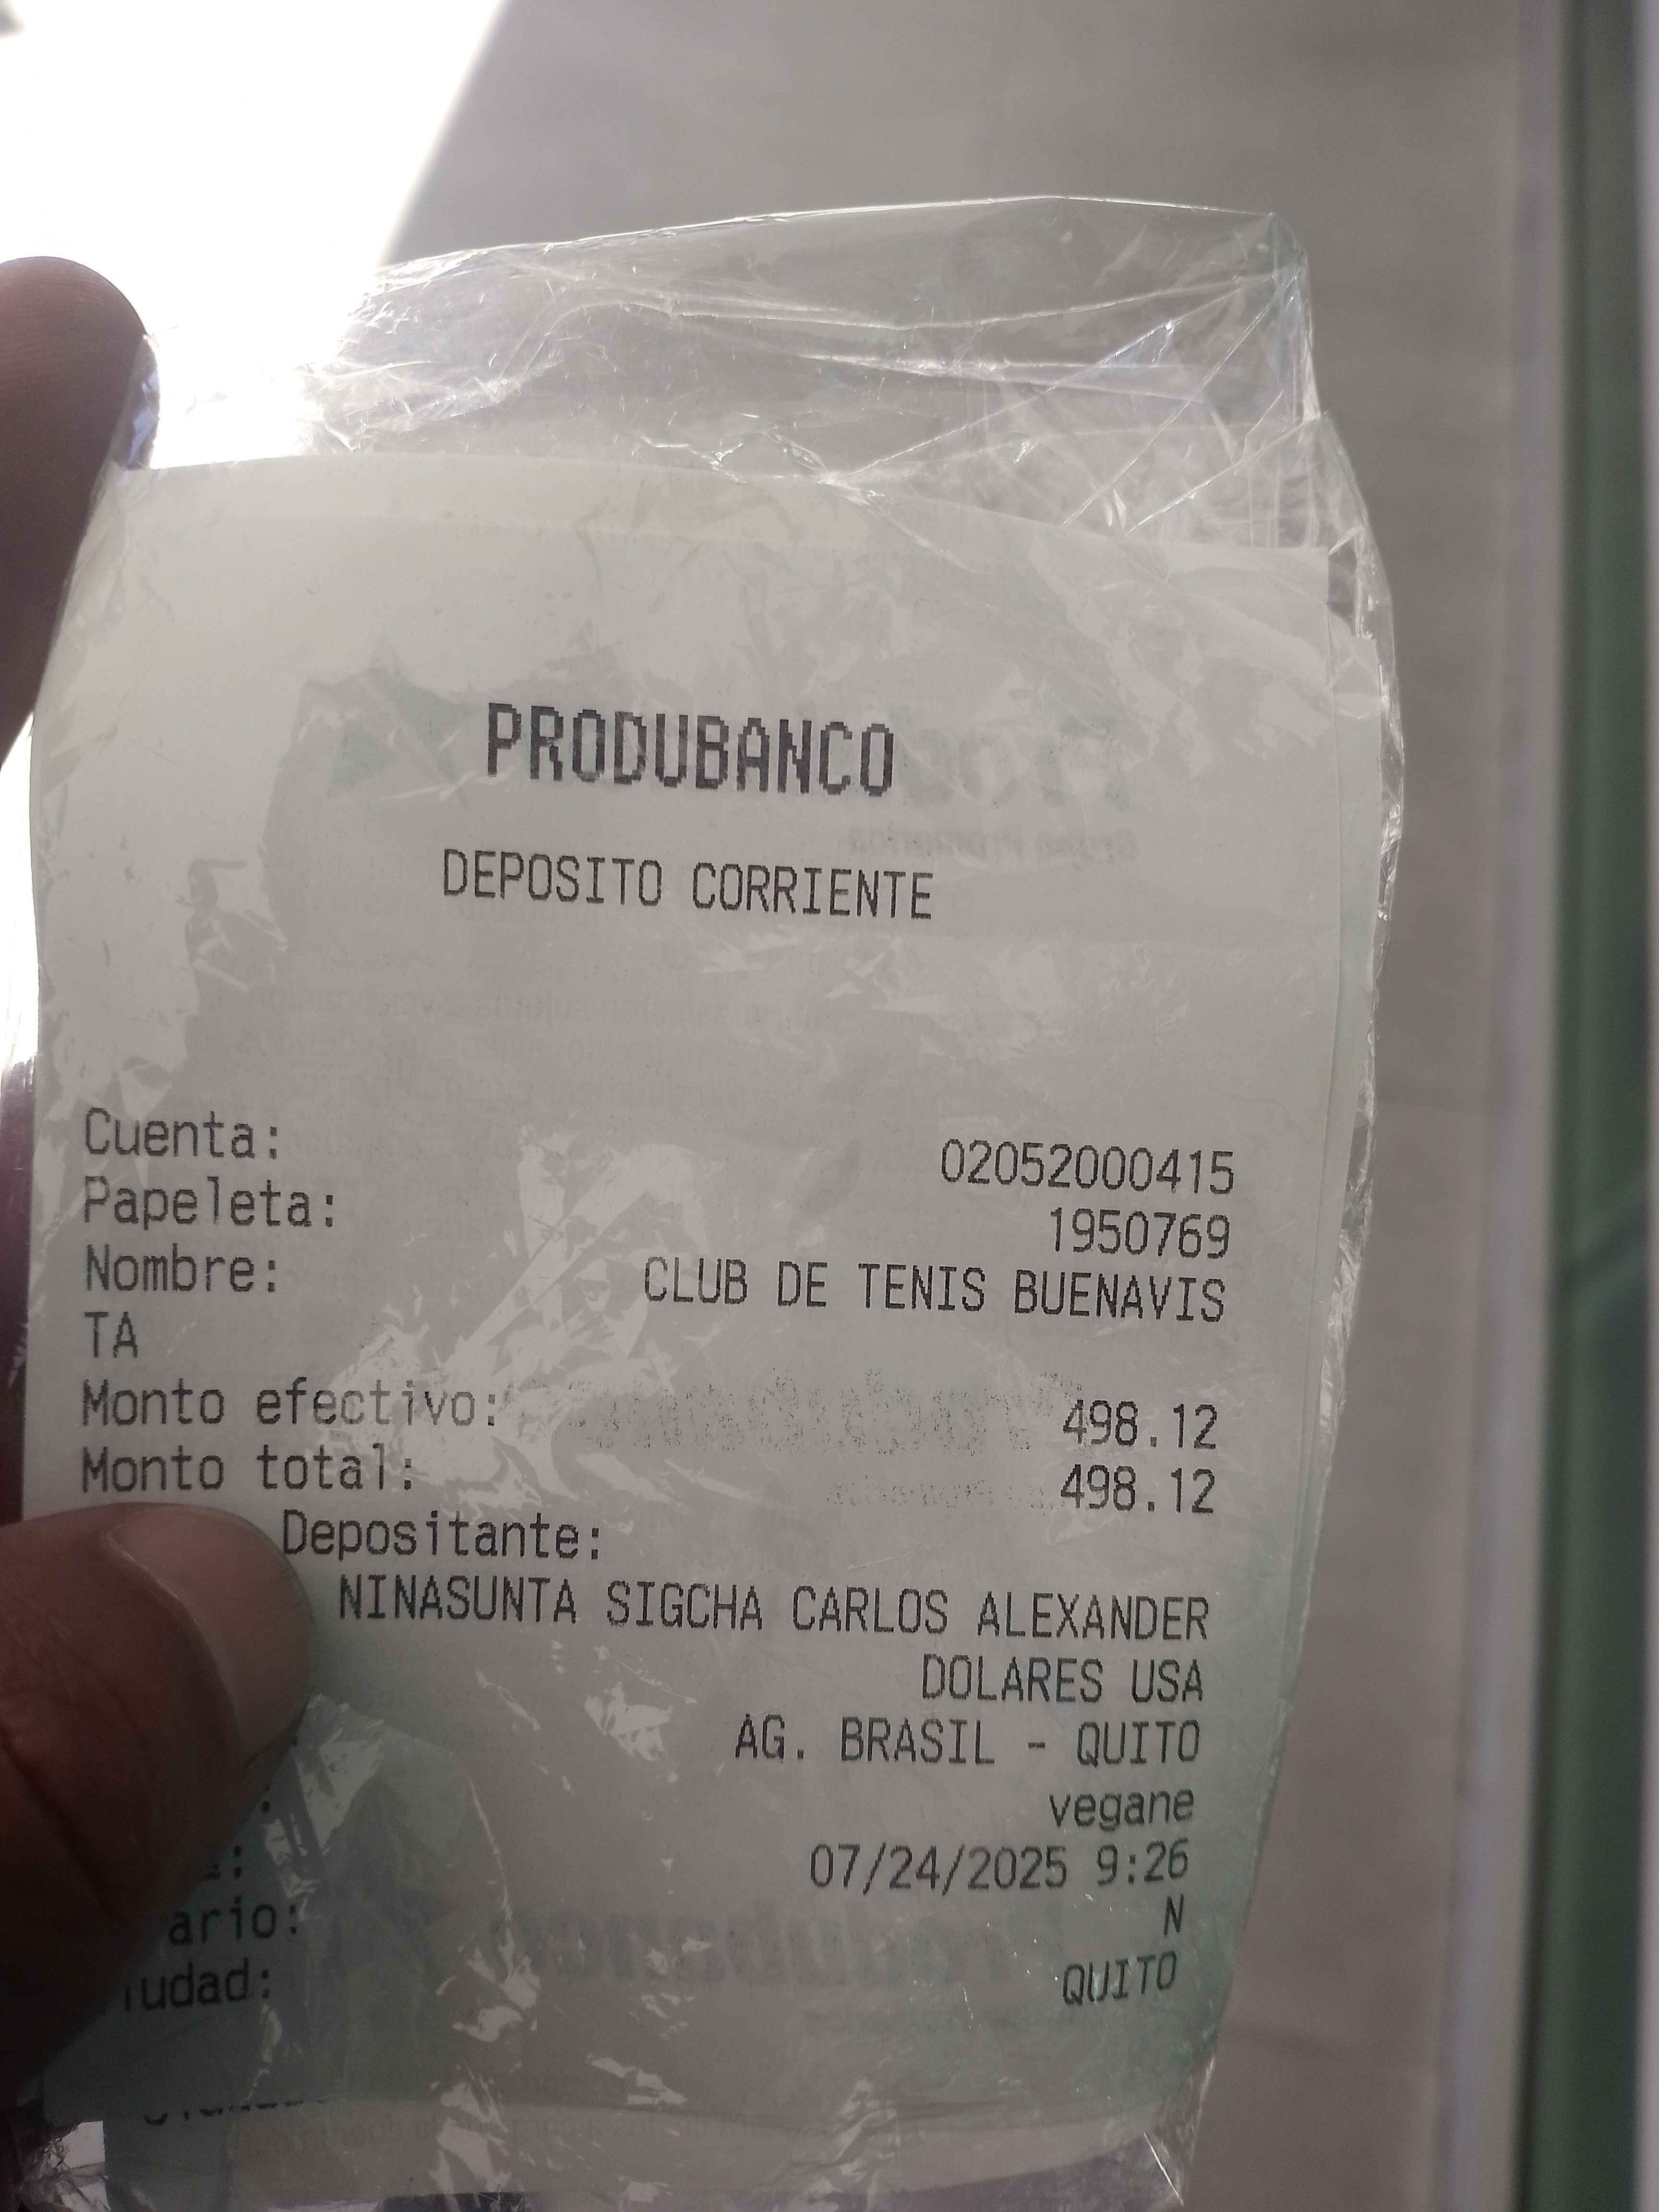 PRODUBANCO
DEPOSITO CORRIENTE
Cuenta: 02052000415
Papeleta: 1950769
Nombre: CLUB DE TENIS BUENAVIS
TA
Monto efectivo: 498.12
Monto total: 498.12
Depositante:
NINASUNTA SIGCHA CARLOS ALEXANDER
DOLARES USA
AG. BRASIL - QUITO
vegane
07/24/2025 9:26
ario: N
iudad: QUITO